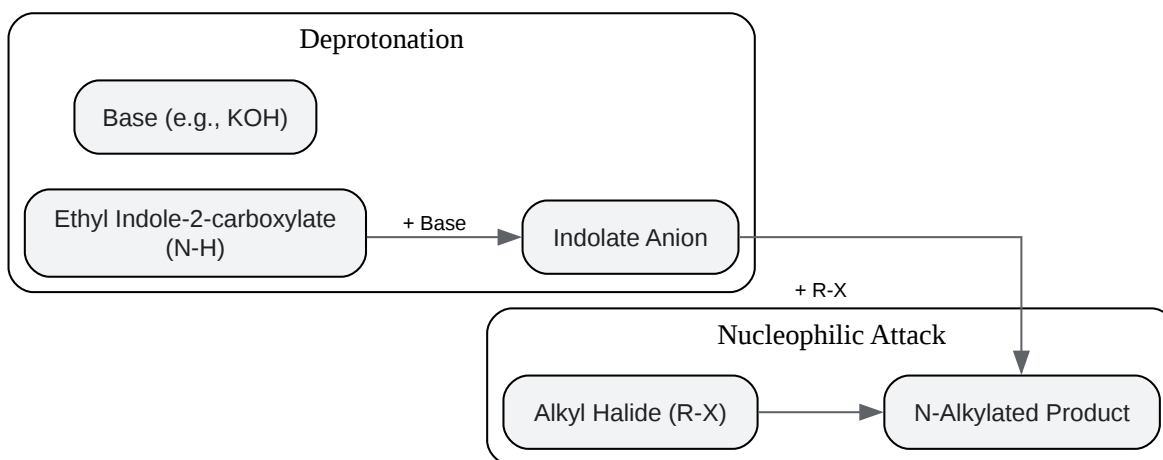 Deprotonation
Base (e.g., KOH)
Ethyl Indole-2-carboxylate
(N-H)
+ Base
Indolate Anion
+ R-X
Nucleophilic Attack
Alkyl Halide (R-X)
N-Alkylated Product